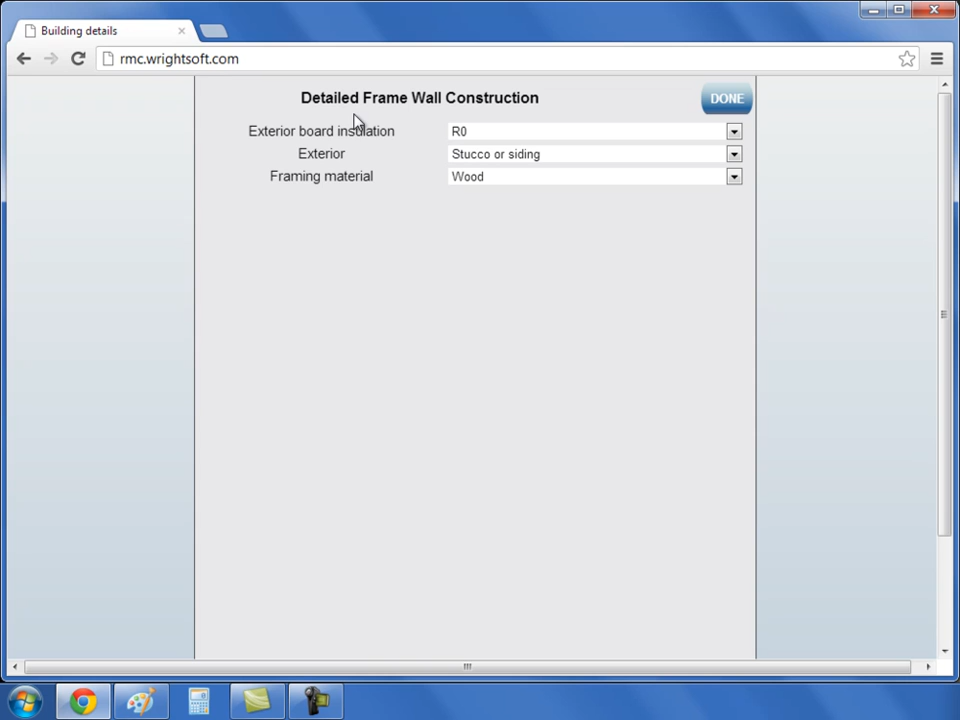 Building details
rmc.wrightsoft.com
Detailed Frame Wall Construction
DONE
Exterior board insulation R0
Exterior Stucco or siding
Framing material Wood